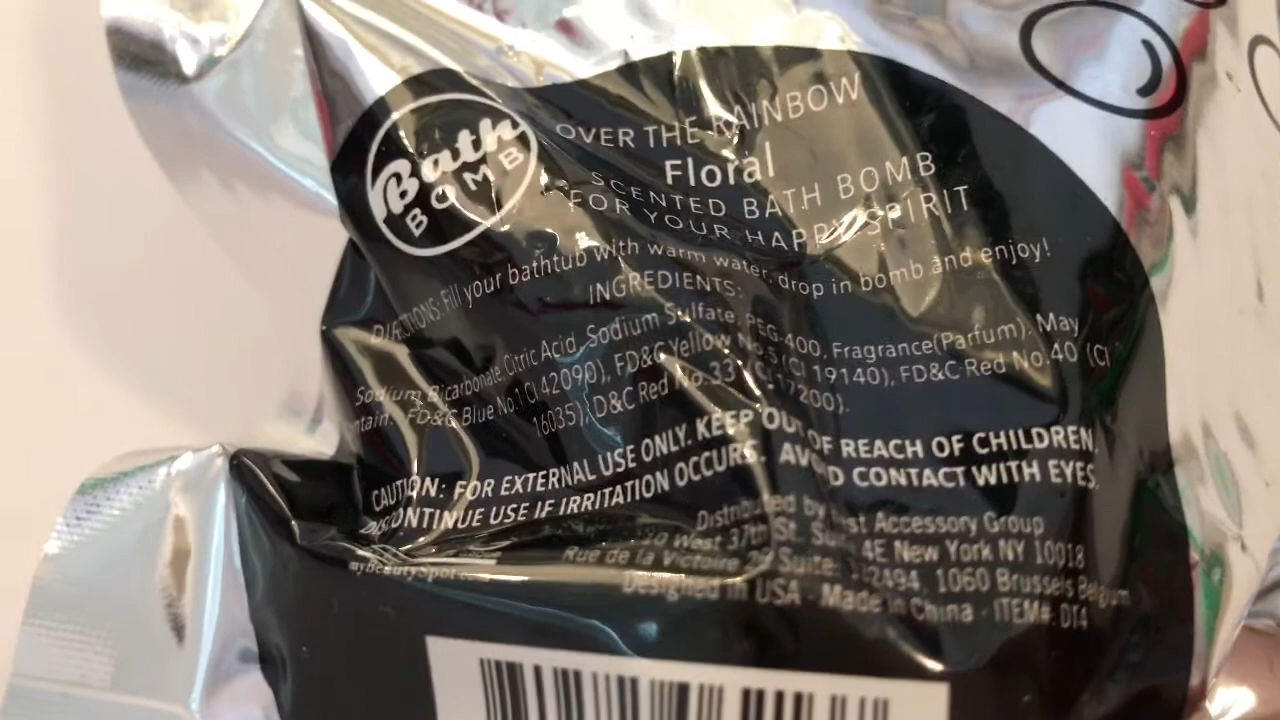 Bath
BOMB
OVER THE RAINBOW
Floral
SCENTED BATH BOMB
FOR YOUR HAPPY SPIRIT
DIRECTIONS: Fill your bathtub with warm water, drop in bomb and enjoy!
INGREDIENTS:
Sodium Bicarbonate, Citric Acid, Sodium Sulfate, PEG-400, Fragrance(Parfum). May
FD&C Blue No.1 CI 42090), FD&C Yellow No.5 (CI 19140), FD&C Red No.40 (CI
16035), D&C Red No.33 (CI 17200).
CAUTION: FOR EXTERNAL USE ONLY. KEEP OUT OF REACH OF CHILDREN.
DISCONTINUE USE IF IRRITATION OCCURS. AVOID CONTACT WITH EYES.
Distributed by Accessory Group
West 37th St. 4E New York NY 10018
Rue de la Victoire Suite 1060 Brussels Belgium
Designed in USA - Made in China - ITEM#: DT4